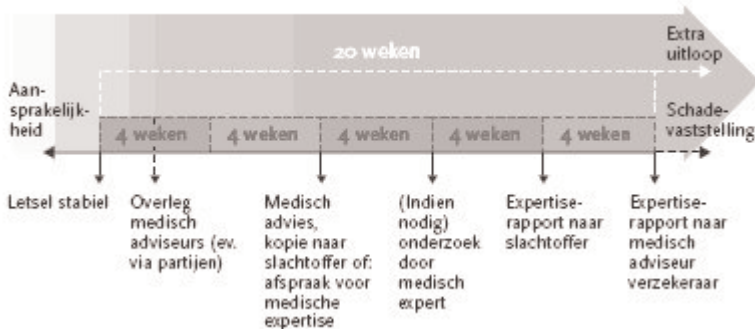 20 weken
Extra
uitloop
Aan-
sprakelijk-
heid
4 weken
4 weken
4 weken
4 weken
4 weken
Schade-
vaststelling
Letsel stabiel
Overleg
medisch
adviseurs (ev.
via partijen)
Medisch
advies,
kopie naar
slachtoffer of:
afspraak voor
medische
expertise
(Indien
nodig)
onderzoek
door
medisch
expert
Expertise-
rapport naar
slachtoffer
Expertise-
rapport naar
medisch
adviseur
verzekeraar